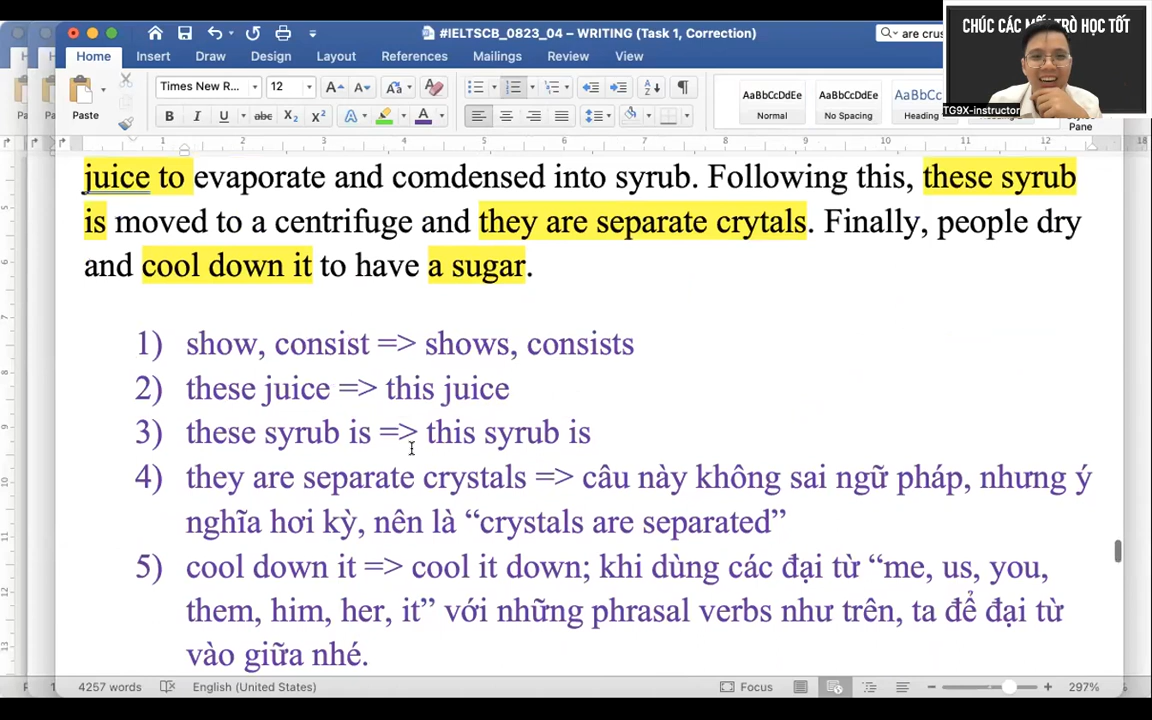 #IELTSCB_0823_04 – WRITING (Task 1, Correction)
are crus
CHÚC CÁC MỐI TRÒ HỌC TỐT
TG9X-instructor
Home Insert Draw Design Layout References Mailings Review View
Paste
Times New R... 12
AaBbCcDdEe AaBbCcDdEe AaBbCcDc
Normal No Spacing Heading
Pane
juice to evaporate and comdensed into syrub. Following this, these syrub
is moved to a centrifuge and they are separate crytals. Finally, people dry
and cool down it to have a sugar.
1) show, consist => shows, consists
2) these juice => this juice
3) these syrub is => this syrub is
4) they are separate crystals => câu này không sai ngữ pháp, nhưng ý
nghĩa hơi kỳ, nên là “crystals are separated”
5) cool down it => cool it down; khi dùng các đại từ “me, us, you,
them, him, her, it” với những phrasal verbs như trên, ta để đại từ
vào giữa nhé.
4257 words English (United States) Focus 297%